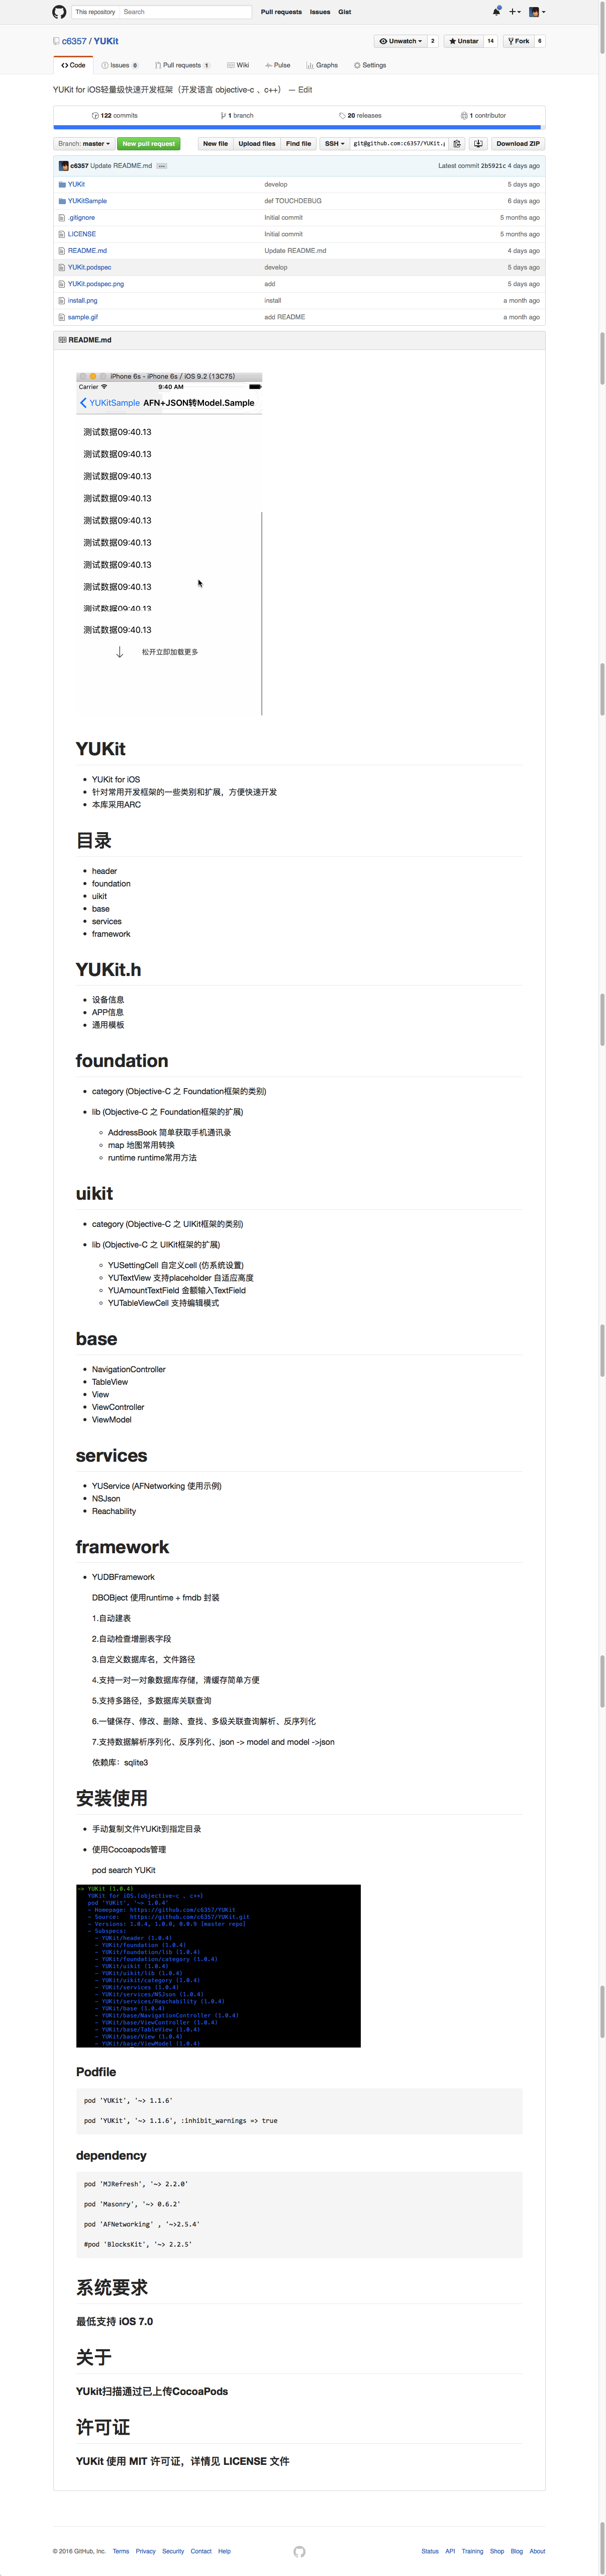 This repository Search Pull requests Issues Gist
c6357 / YUKit Unwatch 2 Unstar 14 Fork 6
Code Issues 0 Pull requests 1 Wiki Pulse Graphs Settings
YUKit for iOS轻量级快速开发框架（开发语言 objective-c 、c++） — Edit
122 commits 1 branch 20 releases 1 contributor
Branch: master New pull request New file Upload files Find file SSH git@github.com:c6357/YUKit.g Download ZIP
c6357 Update README.md Latest commit 2b5921c 4 days ago
YUKit develop 5 days ago
YUKitSample def TOUCHDEBUG 6 days ago
.gitignore Initial commit 5 months ago
LICENSE Initial commit 5 months ago
README.md Update README.md 4 days ago
YUKit.podspec develop 5 days ago
YUKit.podspec.png add 5 days ago
install.png install a month ago
sample.gif add README a month ago
README.md
iPhone 6s - iPhone 6s / iOS 9.2 (13C75)
Carrier 9:40 AM
YUKitSample AFN+JSON转Model.Sample
测试数据09:40.13
测试数据09:40.13
测试数据09:40.13
测试数据09:40.13
测试数据09:40.13
测试数据09:40.13
测试数据09:40.13
测试数据09:40.13
测试数据09:40.13
测试数据09:40.13
松开立即加载更多
YUKit
YUKit for iOS
针对常用开发框架的一些类别和扩展，方便快速开发
本库采用ARC
目录
header
foundation
uikit
base
services
framework
YUKit.h
设备信息
APP信息
通用模板
foundation
category (Objective-C 之 Foundation框架的类别)
lib (Objective-C 之 Foundation框架的扩展)
AddressBook 简单获取手机通讯录
map 地图常用转换
runtime runtime常用方法
uikit
category (Objective-C 之 UIKit框架的类别)
lib (Objective-C 之 UIKit框架的扩展)
YUSettingCell 自定义cell (仿系统设置)
YUTextView 支持placeholder 自适应高度
YUAmountTextField 金额输入TextField
YUTableViewCell 支持编辑模式
base
NavigationController
TableView
View
ViewController
ViewModel
services
YUService (AFNetworking 使用示例)
NSJson
Reachability
framework
YUDBFramework
DBOBject 使用runtime + fmdb 封装
1.自动建表
2.自动检查增删表字段
3.自定义数据库名，文件路径
4.支持一对一对象数据库存储，清缓存简单方便
5.支持多路径，多数据库关联查询
6.一键保存、修改、删除、查找、多级关联查询解析、反序列化
7.支持数据解析序列化、反序列化、json -> model and model ->json
依赖库：sqlite3
安装使用
手动复制文件YUKit到指定目录
使用Cocoapods管理
pod search YUKit
-> YUKit (1.0.4)
YUKit for iOS.(objective-c 、c++)
pod 'YUKit', '~> 1.0.4'
- Homepage: https://github.com/c6357/YUKit
- Source: https://github.com/c6357/YUKit.git
- Versions: 1.0.4, 1.0.0, 0.0.9 [master repo]
- Subspecs:
- YUKit/header (1.0.4)
- YUKit/foundation (1.0.4)
- YUKit/foundation/lib (1.0.4)
- YUKit/foundation/category (1.0.4)
- YUKit/uikit (1.0.4)
- YUKit/uikit/lib (1.0.4)
- YUKit/uikit/category (1.0.4)
- YUKit/services (1.0.4)
- YUKit/services/NSJson (1.0.4)
- YUKit/services/Reachability (1.0.4)
- YUKit/base (1.0.4)
- YUKit/base/NavigationController (1.0.4)
- YUKit/base/ViewController (1.0.4)
- YUKit/base/TableView (1.0.4)
- YUKit/base/View (1.0.4)
- YUKit/base/ViewModel (1.0.4)
Podfile
pod 'YUKit', '~> 1.1.6'
pod 'YUKit', '~> 1.1.6', :inhibit_warnings => true
dependency
pod 'MJRefresh', '~> 2.2.0'
pod 'Masonry', '~> 0.6.2'
pod 'AFNetworking' , '~>2.5.4'
#pod 'BlocksKit', '~> 2.2.5'
系统要求
最低支持 iOS 7.0
关于
YUkit扫描通过已上传CocoaPods
许可证
YUKit 使用 MIT 许可证，详情见 LICENSE 文件
© 2016 GitHub, Inc. Terms Privacy Security Contact Help Status API Training Shop Blog About